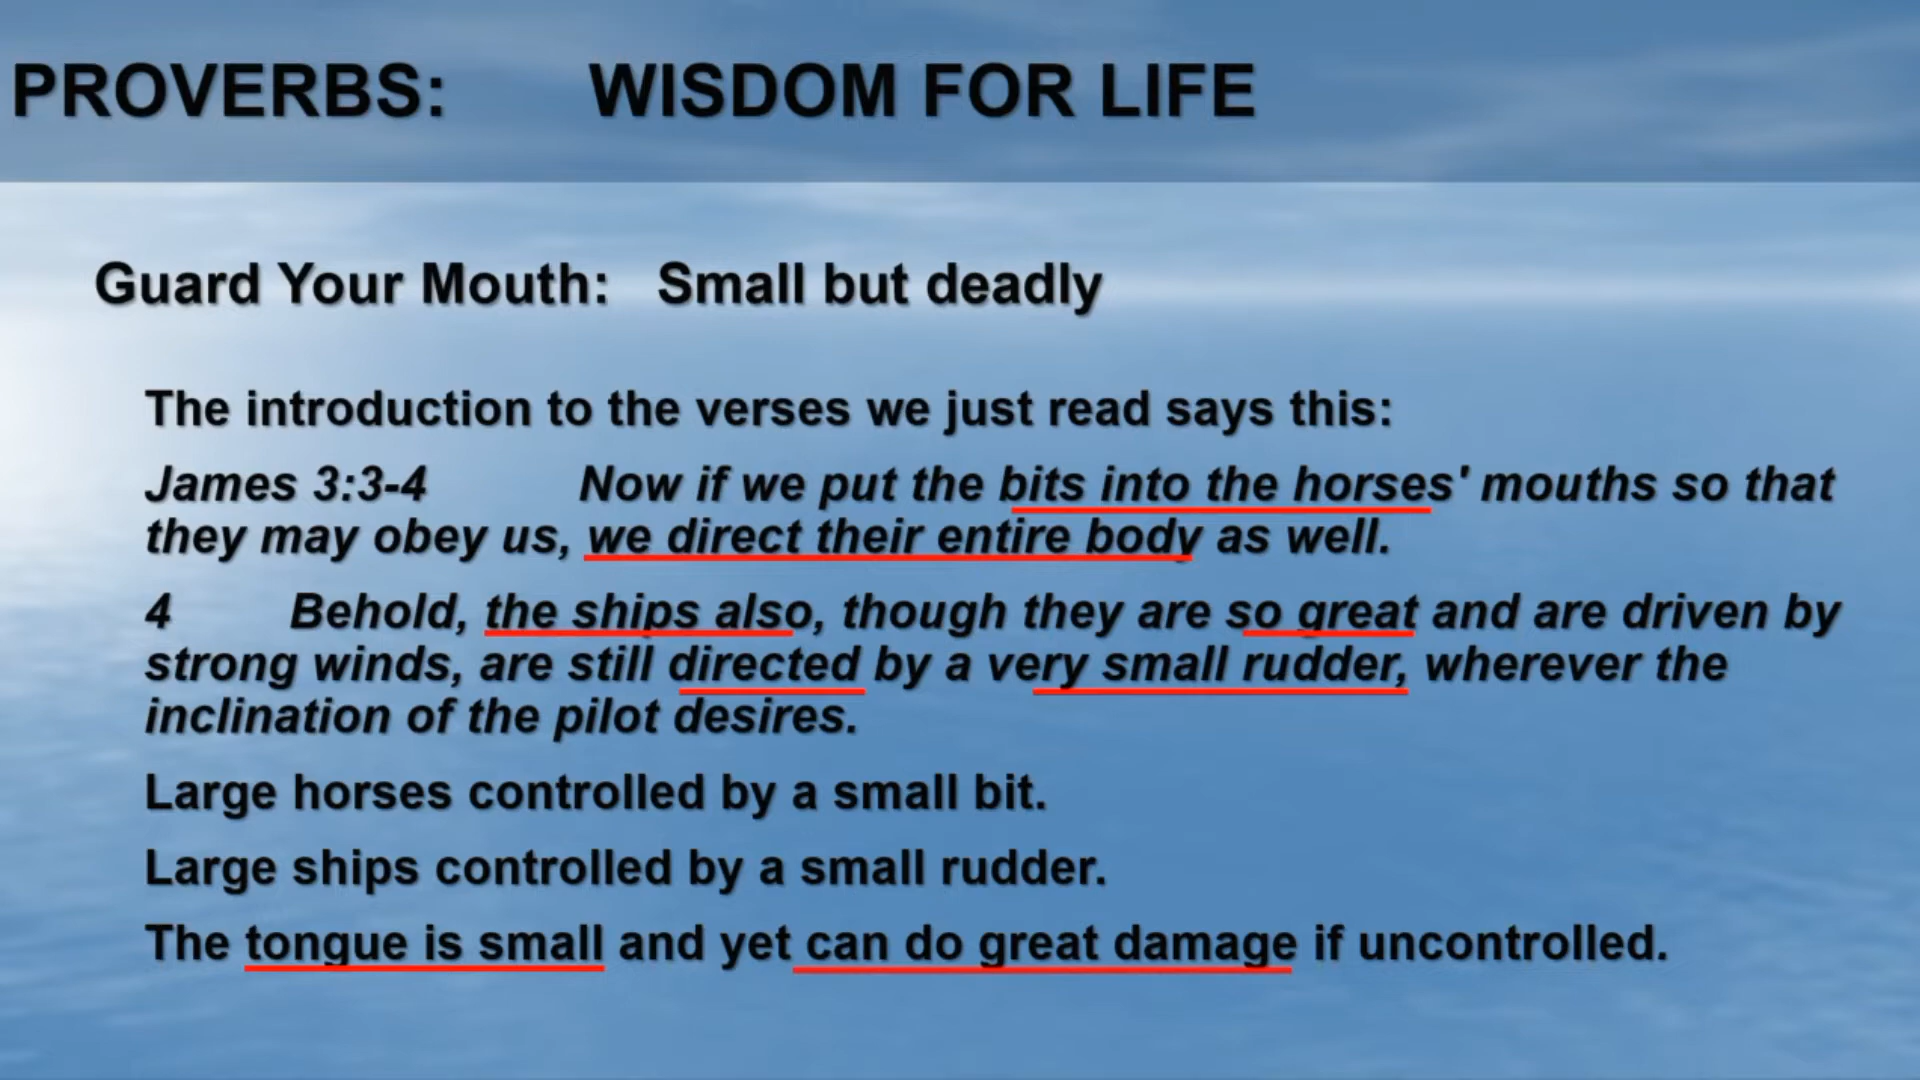 PROVERBS: WISDOM FOR LIFE
Guard Your Mouth: Small but deadly
The introduction to the verses we just read says this:
James 3:3-4 Now if we put the bits into the horses' mouths so that
they may obey us, we direct their entire body as well.
4 Behold, the ships also, though they are so great and are driven by
strong winds, are still directed by a very small rudder, wherever the
inclination of the pilot desires.
Large horses controlled by a small bit.
Large ships controlled by a small rudder.
The tongue is small and yet can do great damage if uncontrolled.